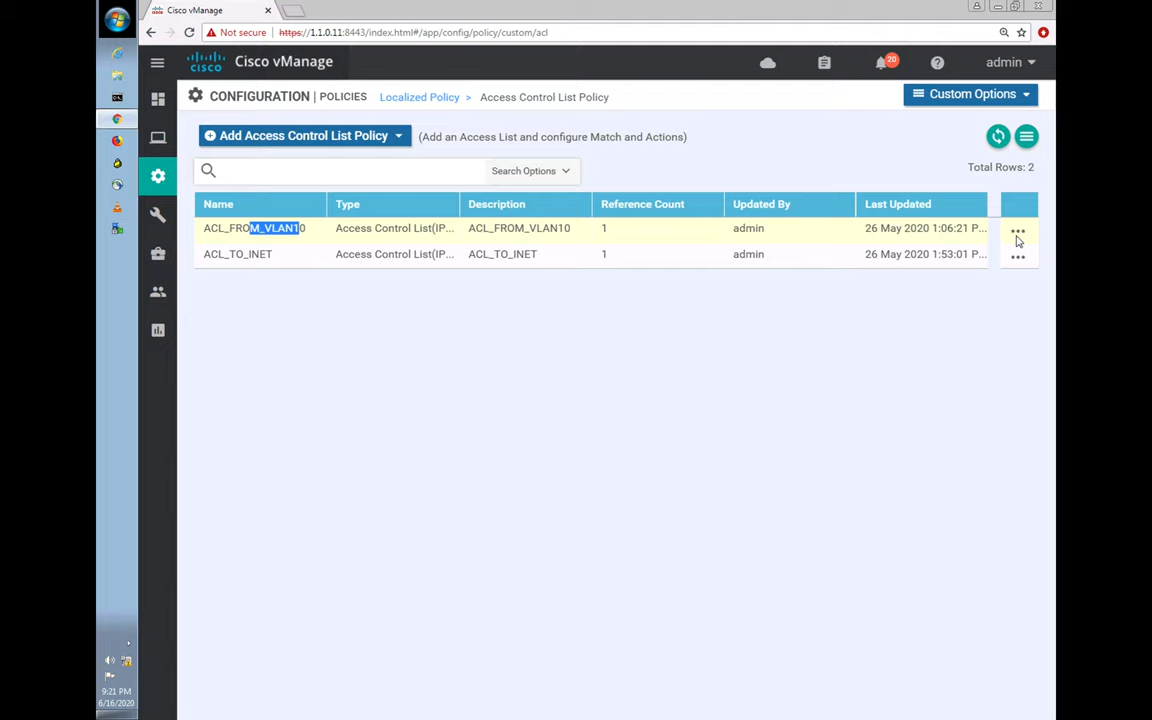 Cisco vManage
Not secure | https://1.1.0.11:8443/index.html#/app/config/policy/custom/acl
CISCO Cisco vManage 20 admin
CONFIGURATION | POLICIES Localized Policy > Access Control List Policy Custom Options
Add Access Control List Policy (Add an Access List and configure Match and Actions)
Total Rows: 2
Search Options
Name Type Description Reference Count Updated By Last Updated
ACL_FROM_VLAN10 Access Control List(IP... ACL_FROM_VLAN10 1 admin 26 May 2020 1:06:21 P... ...
ACL_TO_INET Access Control List(IP... ACL_TO_INET 1 admin 26 May 2020 1:53:01 P... ...
9:21 PM
6/16/2020